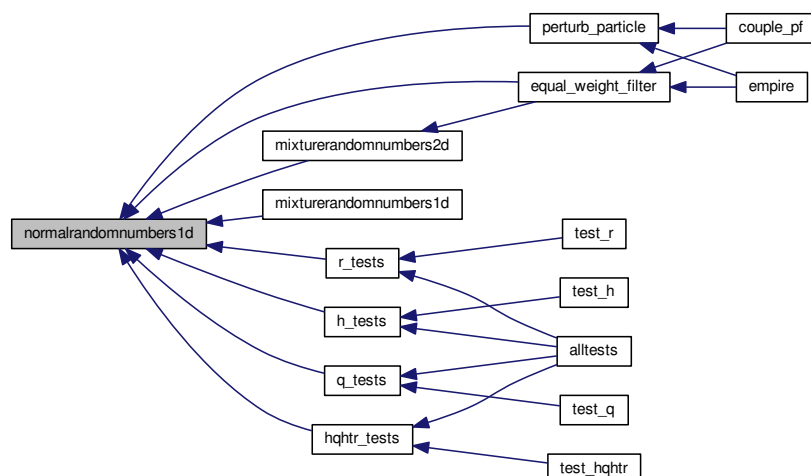 perturb_particle
couple_pf
equal_weight_filter
empire
mixturerandomnumbers2d
mixturerandomnumbers1d
normalrandomnumbers1d
r_tests
test_r
h_tests
test_h
alltests
q_tests
test_q
hqhtr_tests
test_hqhtr